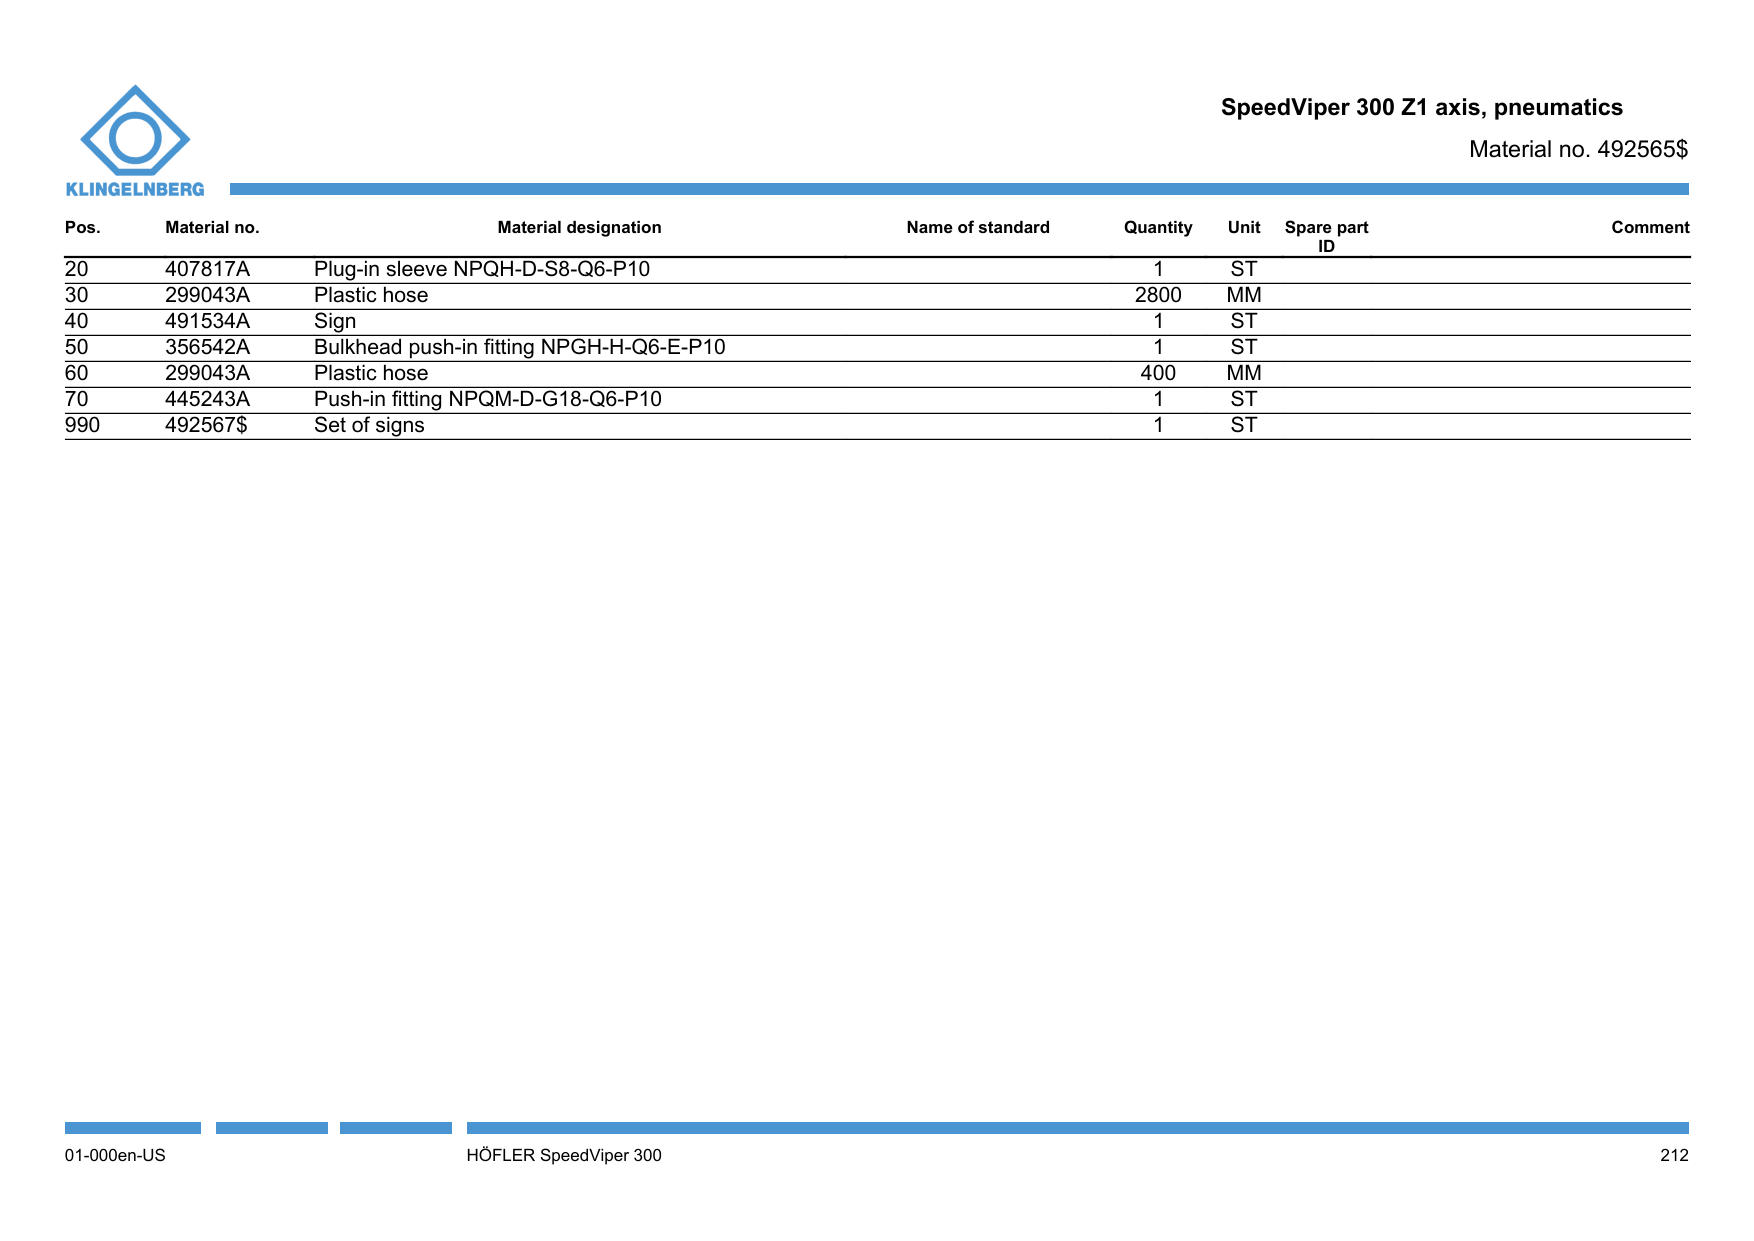 SpeedViper 300 Z1 axis, pneumatics
Material no. 492565$
KLINGELNBERG
Pos. Material no. Material designation Name of standard Quantity Unit Spare part ID Comment
20 407817A Plug-in sleeve NPQH-D-S8-Q6-P10 1 ST
30 299043A Plastic hose 2800 MM
40 491534A Sign 1 ST
50 356542A Bulkhead push-in fitting NPGH-H-Q6-E-P10 1 ST
60 299043A Plastic hose 400 MM
70 445243A Push-in fitting NPQM-D-G18-Q6-P10 1 ST
990 492567$ Set of signs 1 ST
01-000en-US HÖFLER SpeedViper 300 212